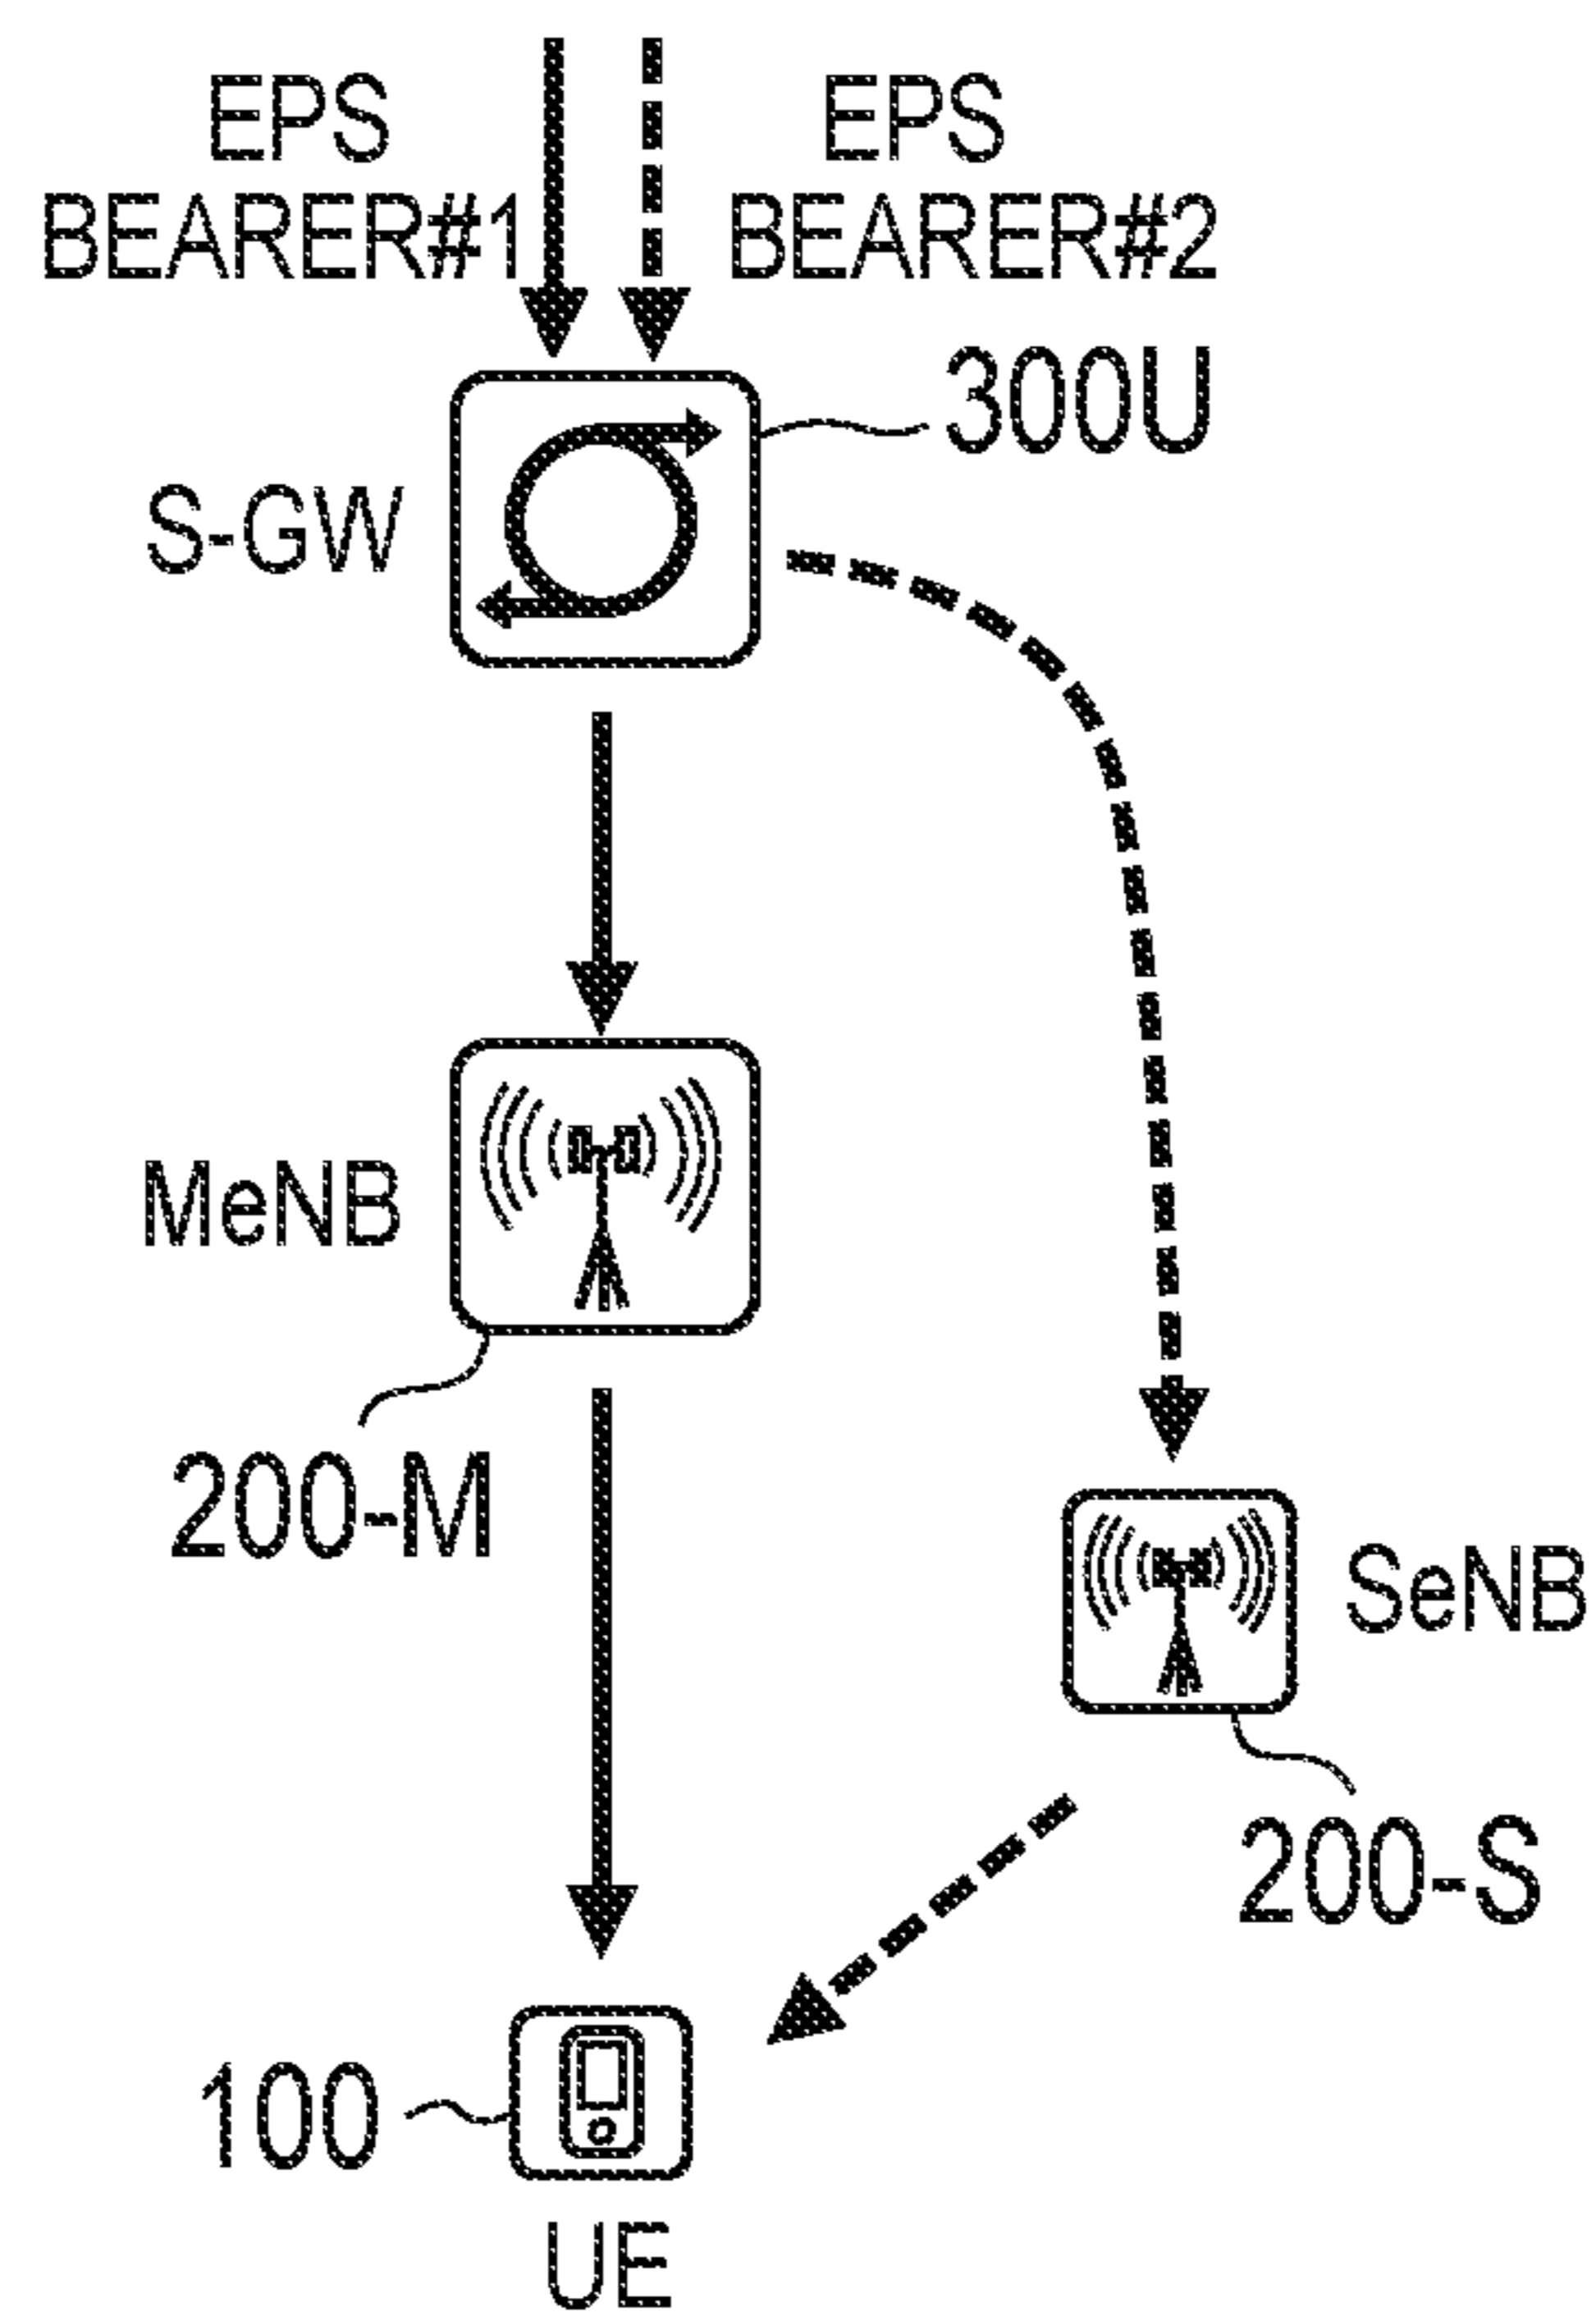 EPS
BEARER#1
EPS
BEARER#2
300U
S-GW
MeNB
200-M
SeNB
200-S
100
UE